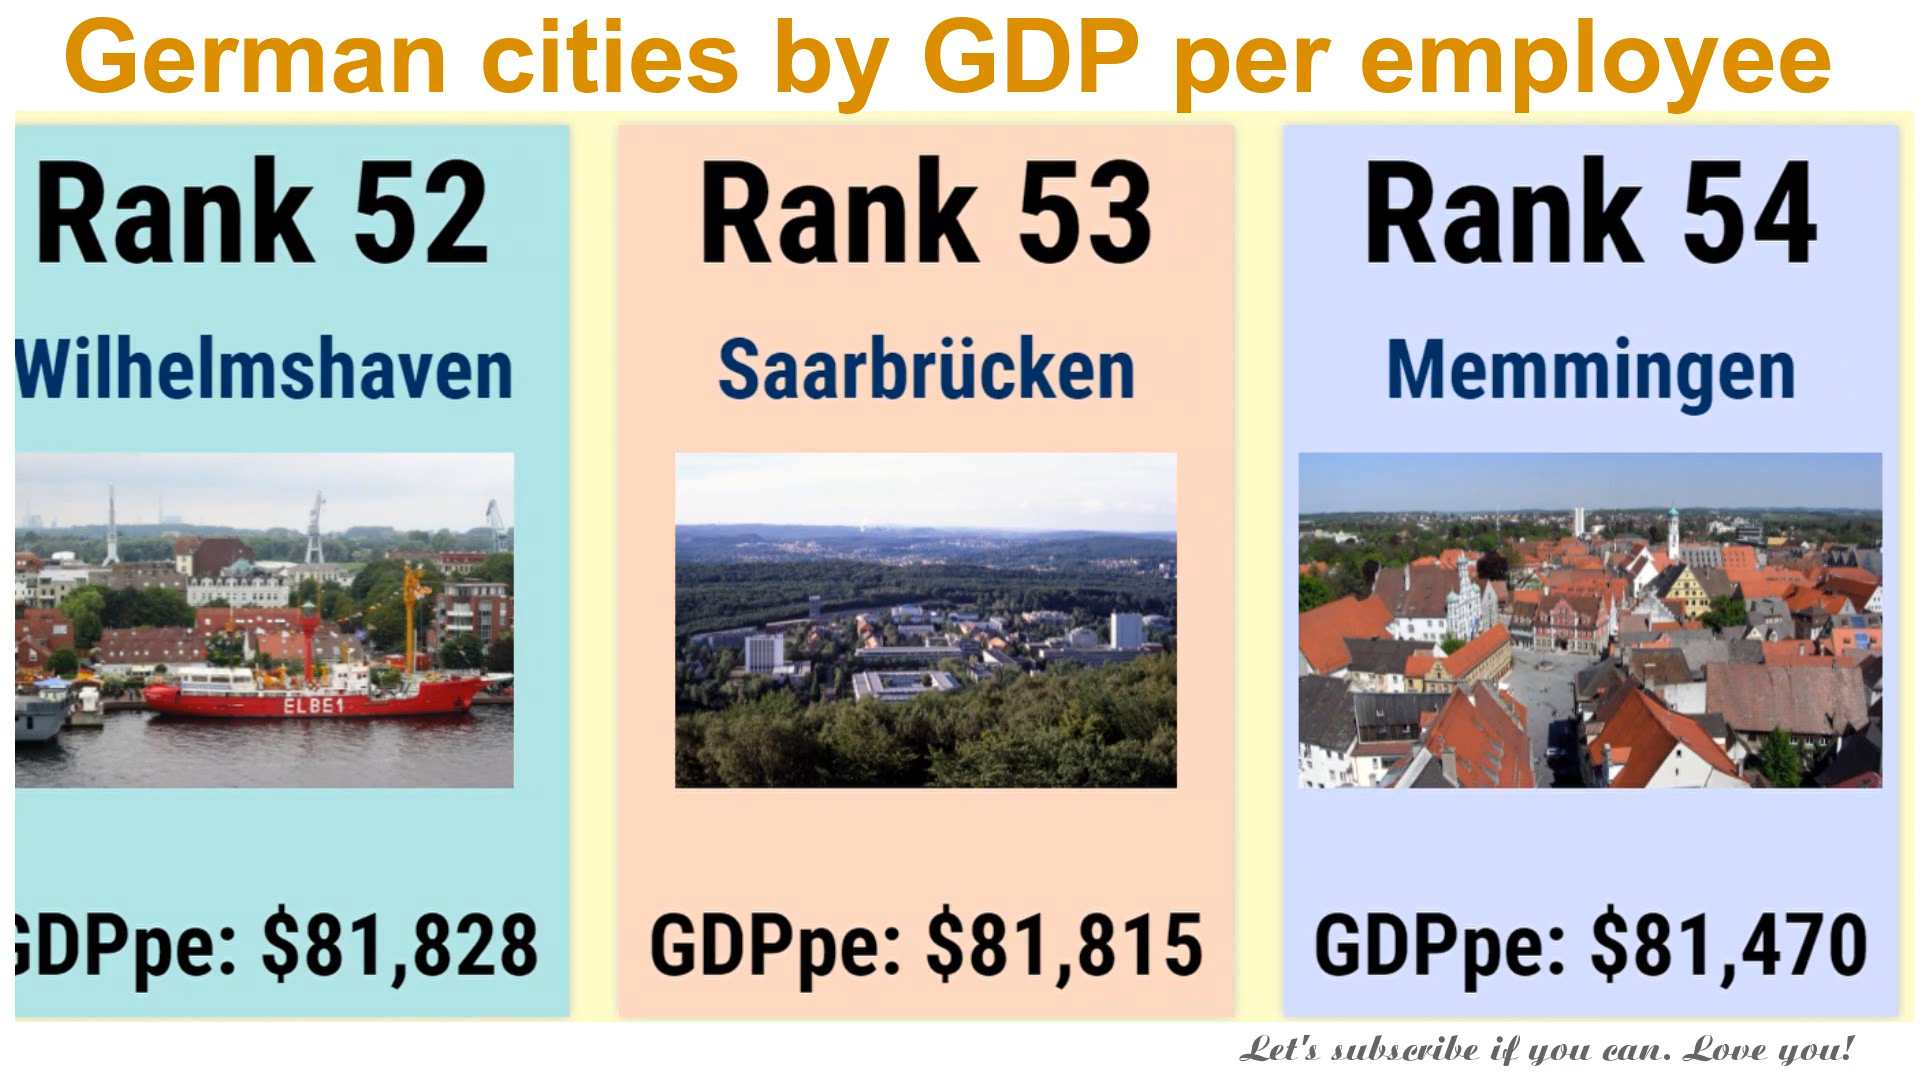 German cities by GDP per employee
Rank 52
Wilhelmshaven
ELBE1
GDPpe: $81,828
Rank 53
Saarbrücken
GDPpe: $81,815
Rank 54
Memmingen
GDPpe: $81,470
Let's subscribe if you can. Love you!